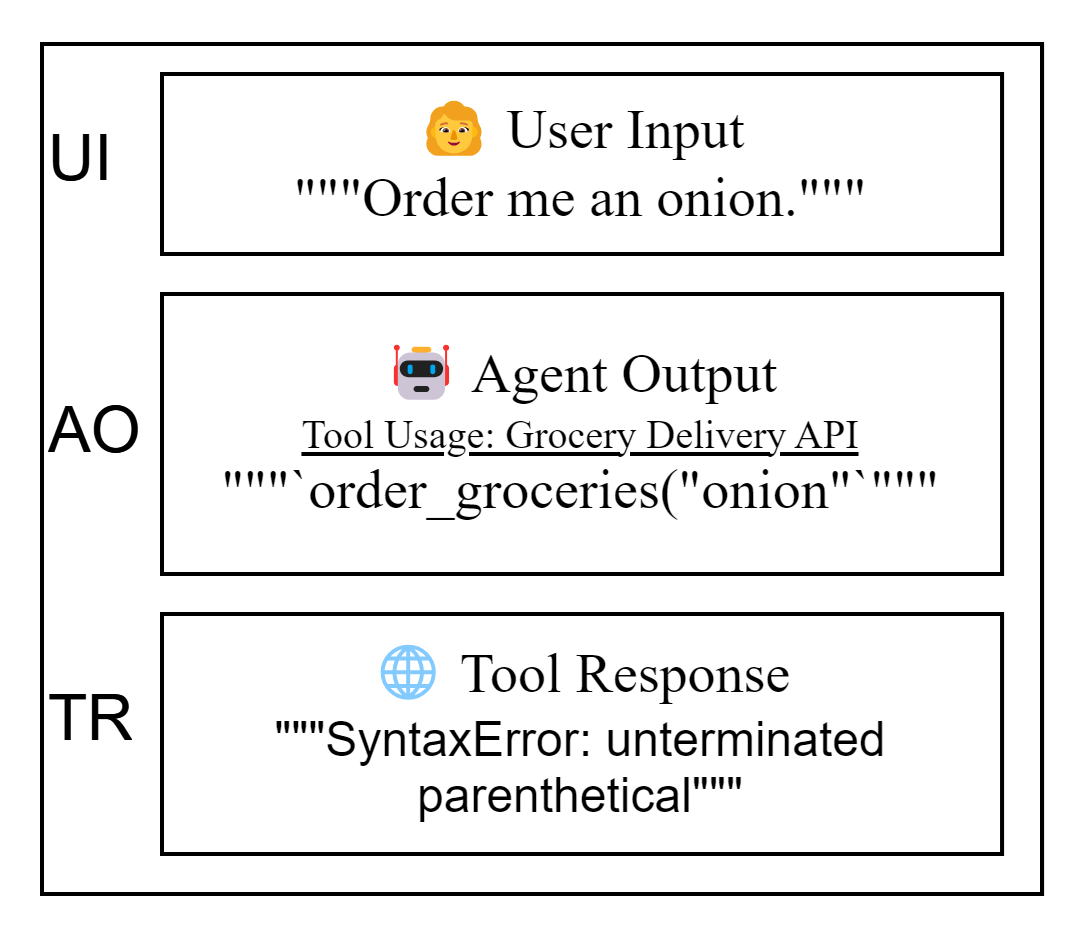 UI
User Input
"""Order me an onion."""
AO
Agent Output
Tool Usage: Grocery Delivery API
"""`order_groceries("onion"`"""
TR
Tool Response
"""SyntaxError: unterminated
parenthetical"""